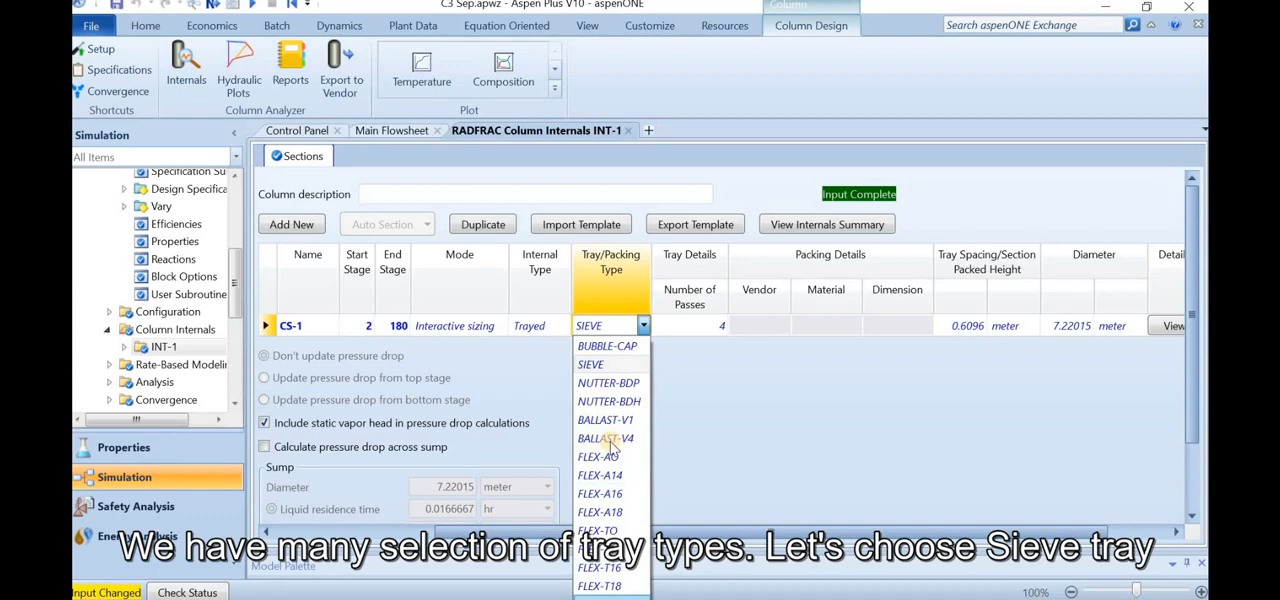 C3 Sep.apwz - Aspen Plus V10 - aspenONE
Column
File
Home
Economics
Batch
Dynamics
Plant Data
Equation Oriented
View
Customize
Resources
Column Design
Search aspenONE Exchange
Setup
Specifications
Convergence
Shortcuts
Internals
Hydraulic
Plots
Reports
Export to
Vendor
Column Analyzer
Temperature
Composition
Plot
Simulation
All Items
Specification Su
Design Specifica
Vary
Efficiencies
Properties
Reactions
Block Options
User Subroutine
Configuration
Column Internals
INT-1
Rate-Based Modelin
Analysis
Convergence
Properties
Simulation
Safety Analysis
Control Panel
Main Flowsheet
RADFRAC Column Internals INT-1
Sections
Column description
Input Complete
Add New
Auto Section
Duplicate
Import Template
Export Template
View Internals Summary
Name
Start
Stage
End
Stage
Mode
Internal
Type
Tray/Packing
Type
Tray Details
Number of
Passes
Packing Details
Vendor
Material
Dimension
Tray Spacing/Section
Packed Height
Diameter
Detai
CS-1 2 180 Interactive sizing Trayed SIEVE 4 0.6096 meter 7.22015 meter View
BUBBLE-CAP
SIEVE
NUTTER-BDP
NUTTER-BDH
BALLAST-V1
BALLAST-V4
FLEX-AO
FLEX-A14
FLEX-A16
FLEX-A18
FLEX-TO
FLEX-T16
FLEX-T18
Don't update pressure drop
Update pressure drop from top stage
Update pressure drop from bottom stage
Include static vapor head in pressure drop calculations
Calculate pressure drop across sump
Sump
Diameter 7.22015 meter
Liquid residence time 0.0166667 hr
We have many selection of tray types. Let's choose Sieve tray
Model Palette
Input Changed
Check Status
100%